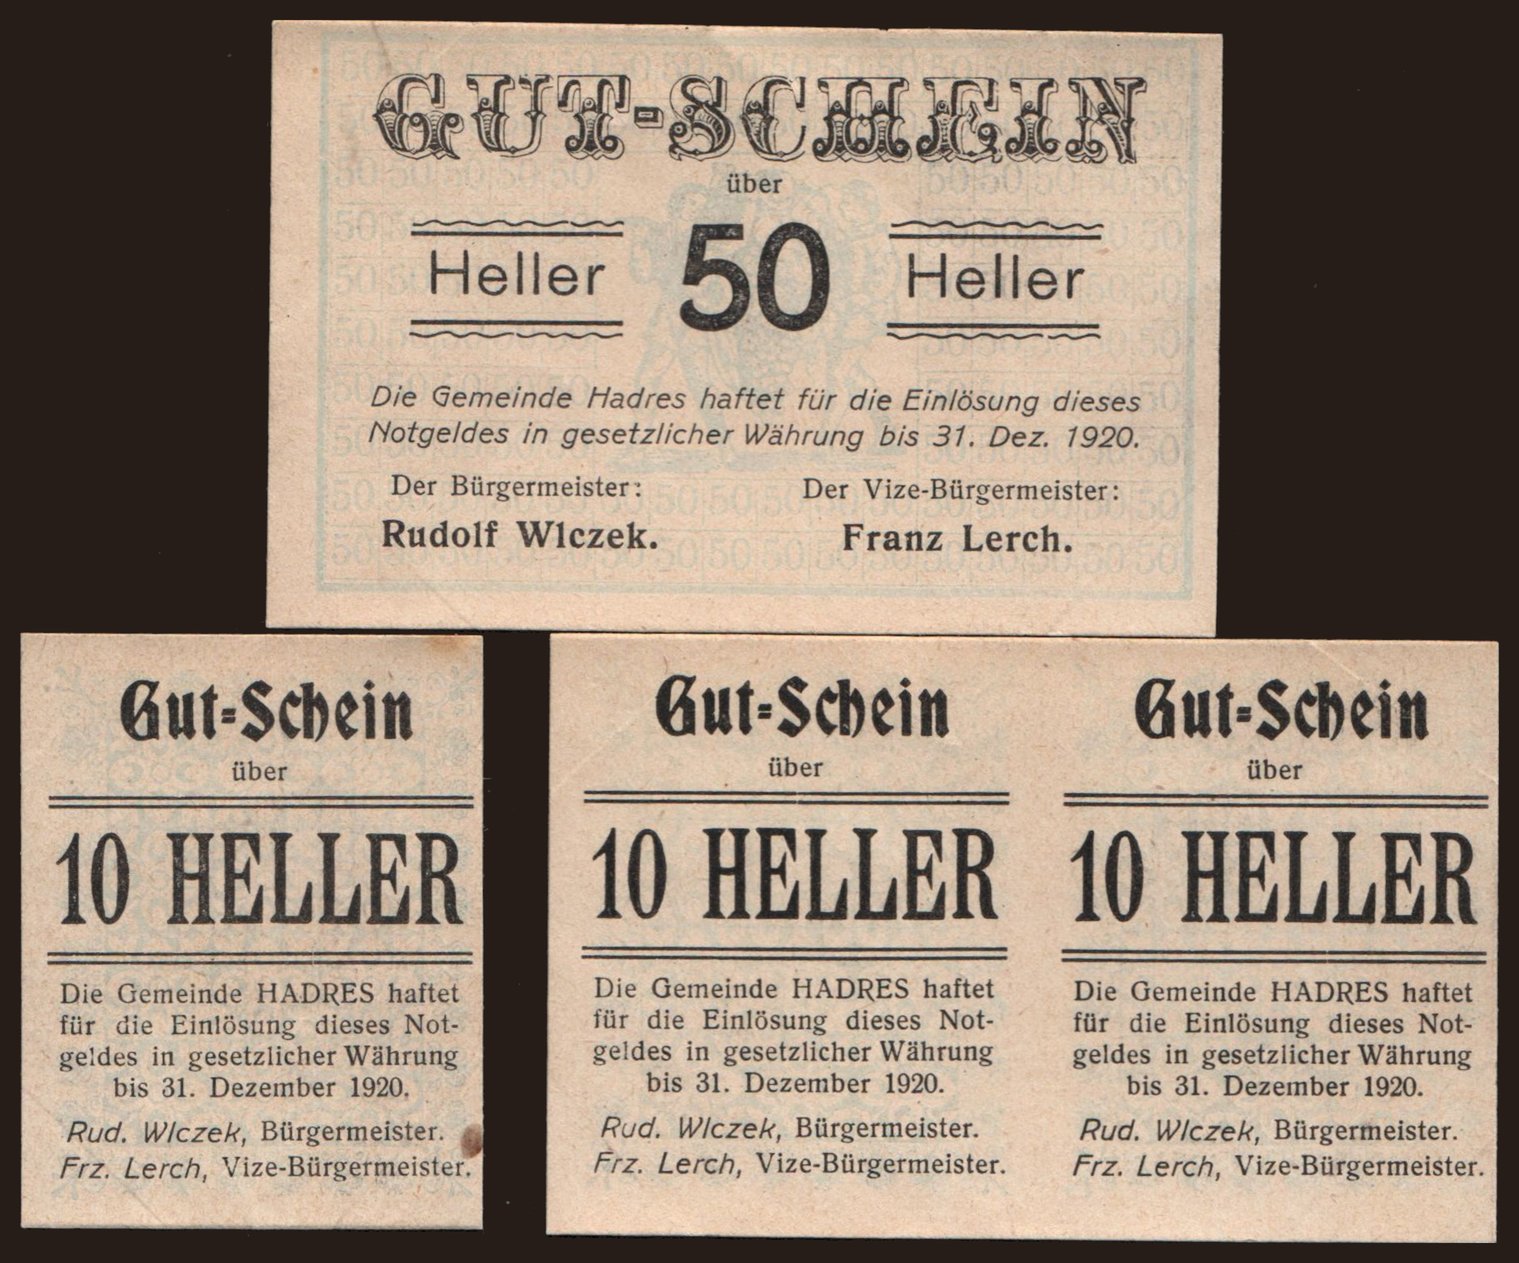 GUT-SCHEIN
über
Heller 50 Heller
Die Gemeinde Hadres haftet für die Einlösung dieses
Notgeldes in gesetzlicher Währung bis 31. Dez. 1920.
Der Bürgermeister: Der Vize-Bürgermeister:
Rudolf Wlczek. Franz Lerch.
Gut-Schein
über
10 HELLER
Die Gemeinde HADRES haftet
für die Einlösung dieses Not-
geldes in gesetzlicher Währung
bis 31. Dezember 1920.
Rud. Wlczek, Bürgermeister.
Frz. Lerch, Vize-Bürgermeister.
Gut-Schein
über
10 HELLER
Die Gemeinde HADRES haftet
für die Einlösung dieses Not-
geldes in gesetzlicher Währung
bis 31. Dezember 1920.
Rud. Wlczek, Bürgermeister.
Frz. Lerch, Vize-Bürgermeister.
Gut-Schein
über
10 HELLER
Die Gemeinde HADRES haftet
für die Einlösung dieses Not-
geldes in gesetzlicher Währung
bis 31. Dezember 1920.
Rud. Wlczek, Bürgermeister.
Frz. Lerch, Vize-Bürgermeister.